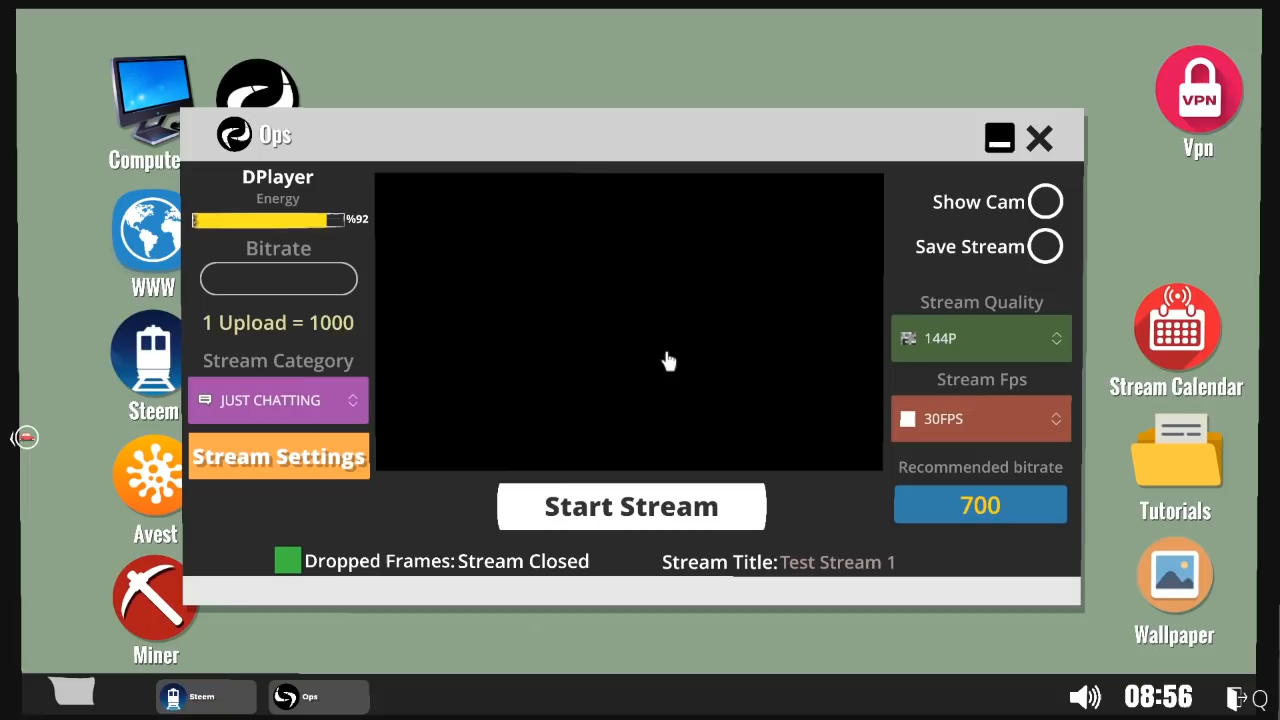 Ops
Computer
WWW
Steem
Avest
Miner
DPlayer
Energy
%92
Bitrate
1 Upload = 1000
Stream Category
JUST CHATTING
Stream Settings
Start Stream
Dropped Frames: Stream Closed
Stream Title: Test Stream 1
Show Cam
Save Stream
Stream Quality
144P
Stream Fps
30FPS
Recommended bitrate
700
VPN
Vpn
Stream Calendar
Tutorials
Wallpaper
Steem
Ops
08:56
Q